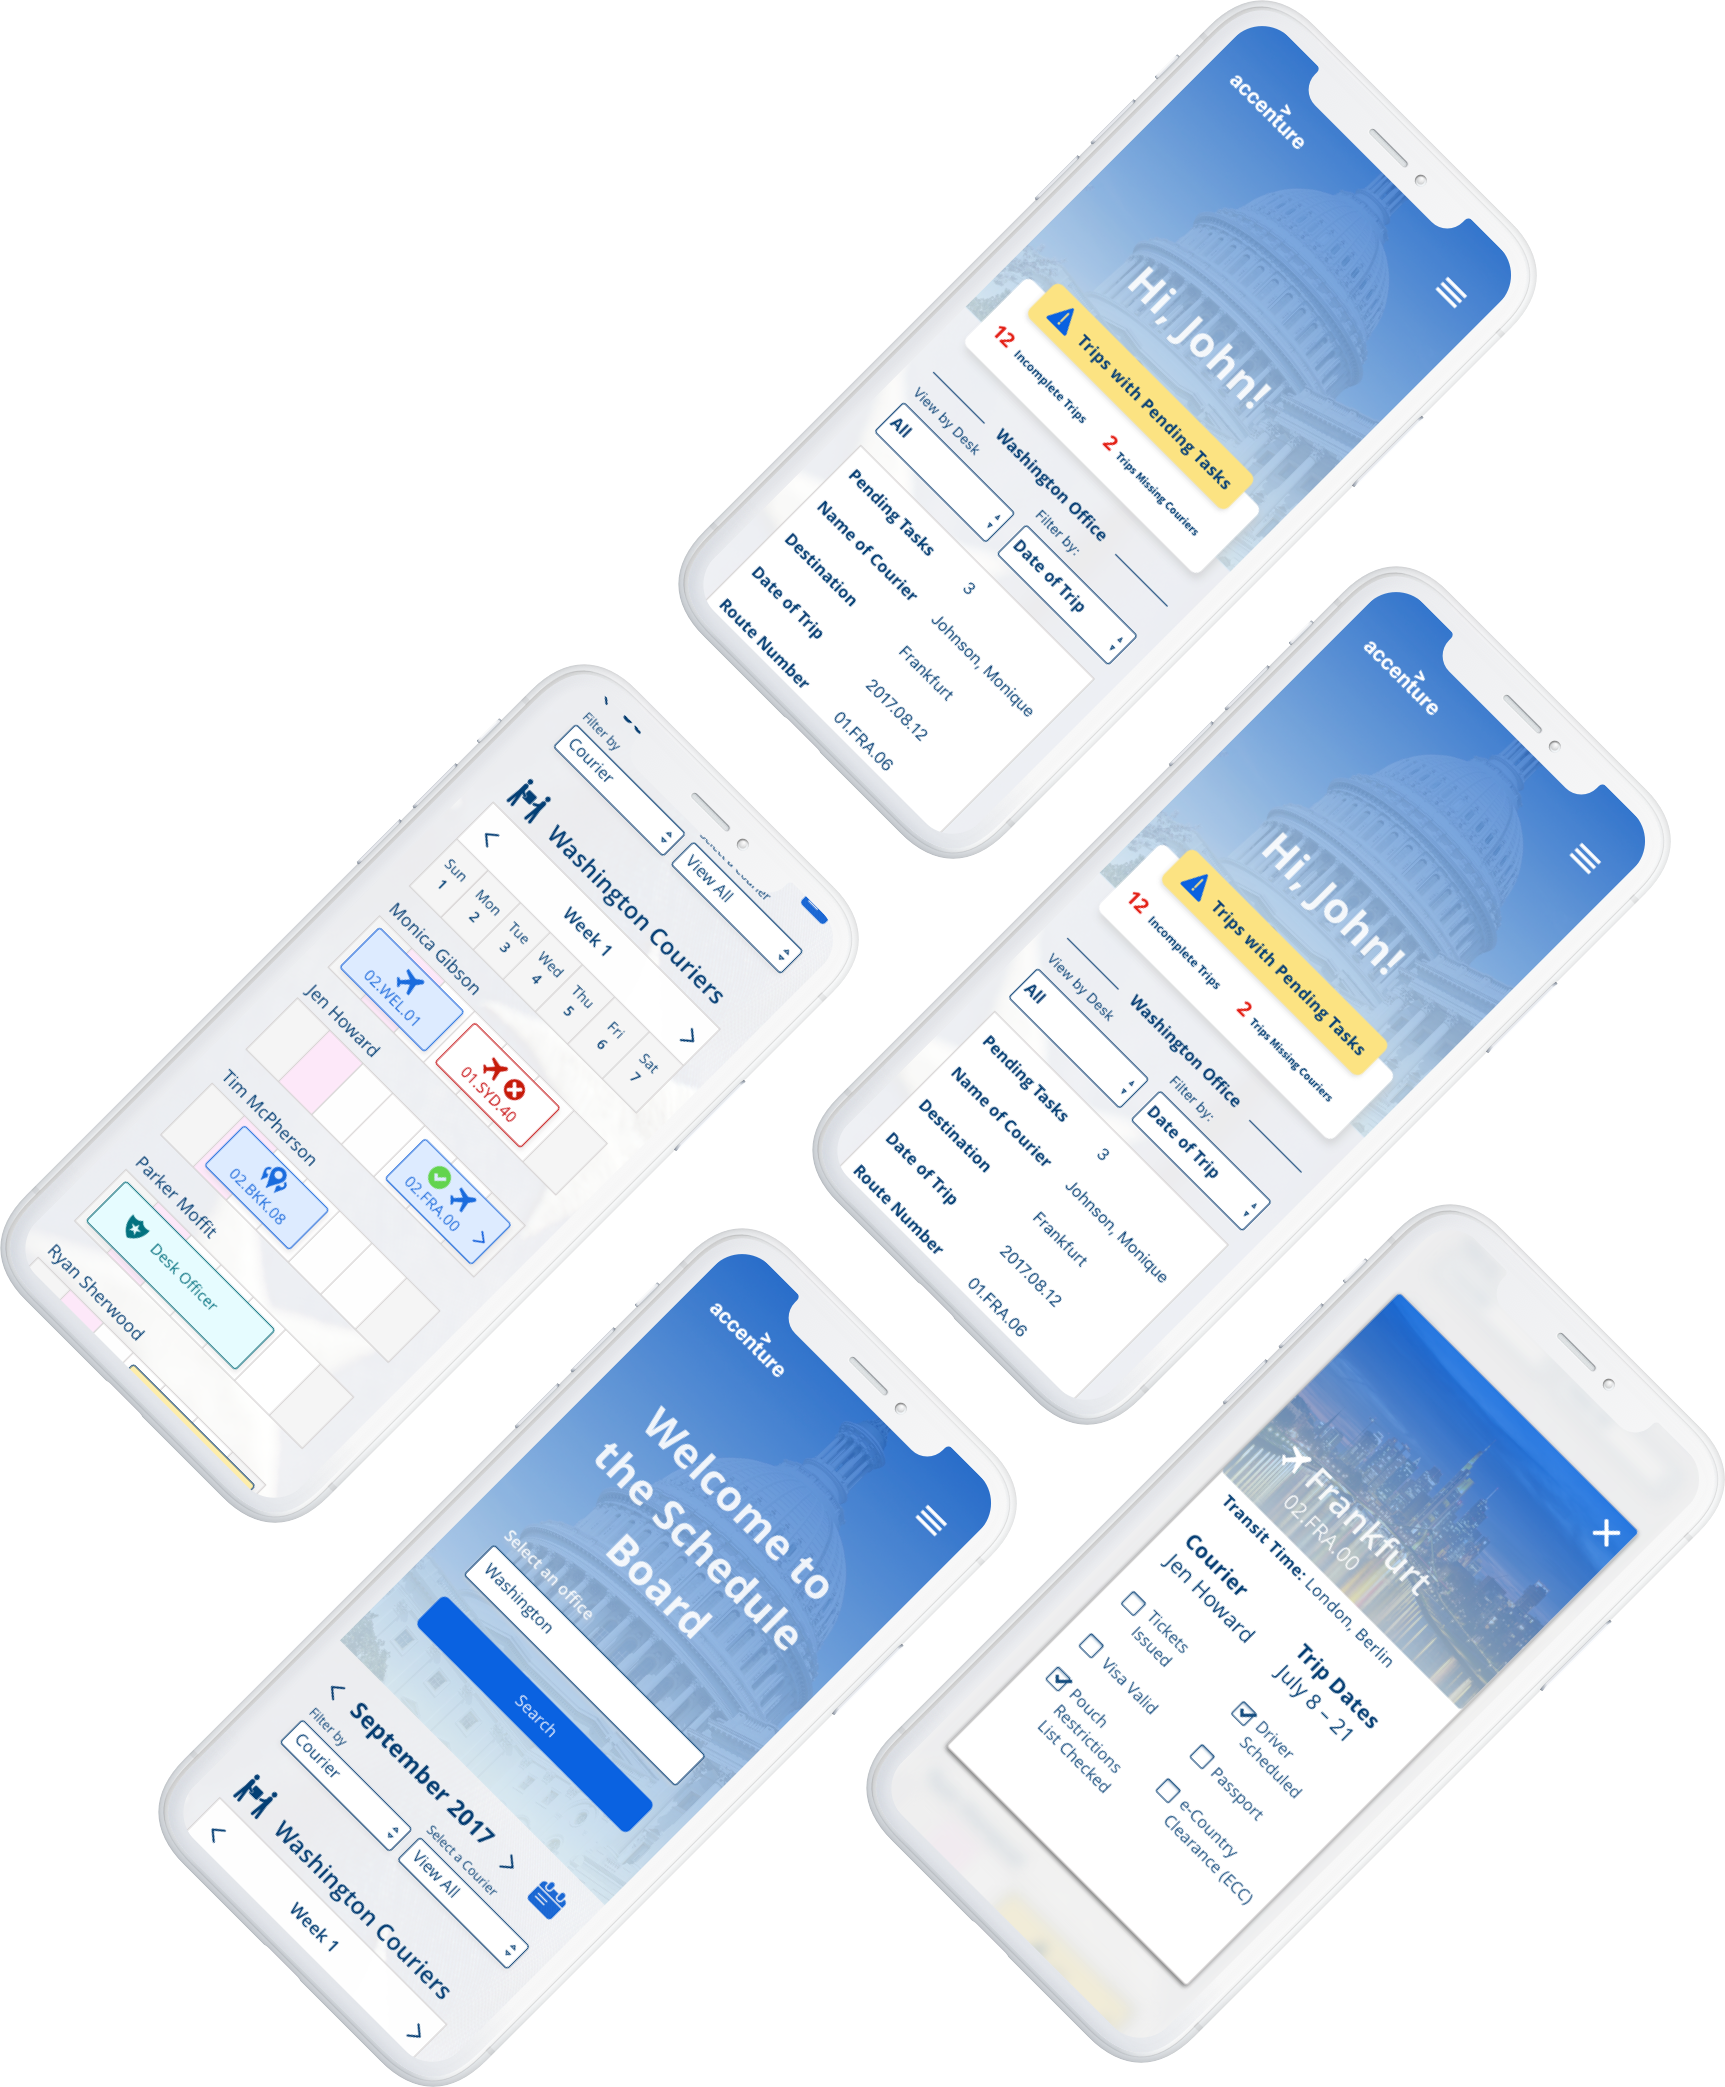 accenture
Hi, John!
Trips with Pending Tasks
12 Incomplete Trips 2 Trips Missing Couriers
Washington Office
View by Desk Filter by:
All Date of Trip
Pending Tasks 3
Name of Courier Johnson, Monique
Destination Frankfurt
Date of Trip 2017.08.12
Route Number 01.FRA.06
accenture
Hi, John!
Trips with Pending Tasks
12 Incomplete Trips 2 Trips Missing Couriers
Washington Office
View by Desk Filter by:
All Date of Trip
Pending Tasks 3
Name of Courier Johnson, Monique
Destination Frankfurt
Date of Trip 2017.08.12
Route Number 01.FRA.06
Filter by
Courier View All
Washington Couriers
< Week 1 >
Sun Mon Tue Wed Thu Fri Sat
1 2 3 4 5 6 7
Monica Gibson
02.WEL.01 01.SYD.40
Jen Howard
02.FRA.00 >
Tim McPherson
02.BKK.08
Parker Moffit
Desk Officer
Ryan Sherwood
accenture
Welcome to
the Schedule
Board
Select an office
Washington
Search
< September 2017 >
Filter by Select a Courier
Courier View All
Washington Couriers
< Week 1 >
Frankfurt
02.FRA.00
Transit Time: London, Berlin
Courier Trip Dates
Jen Howard July 8 – 21
Tickets
Issued
Visa Valid
Pouch
Restrictions
List Checked
Driver
Scheduled
Passport
e-Country
Clearance (ECC)